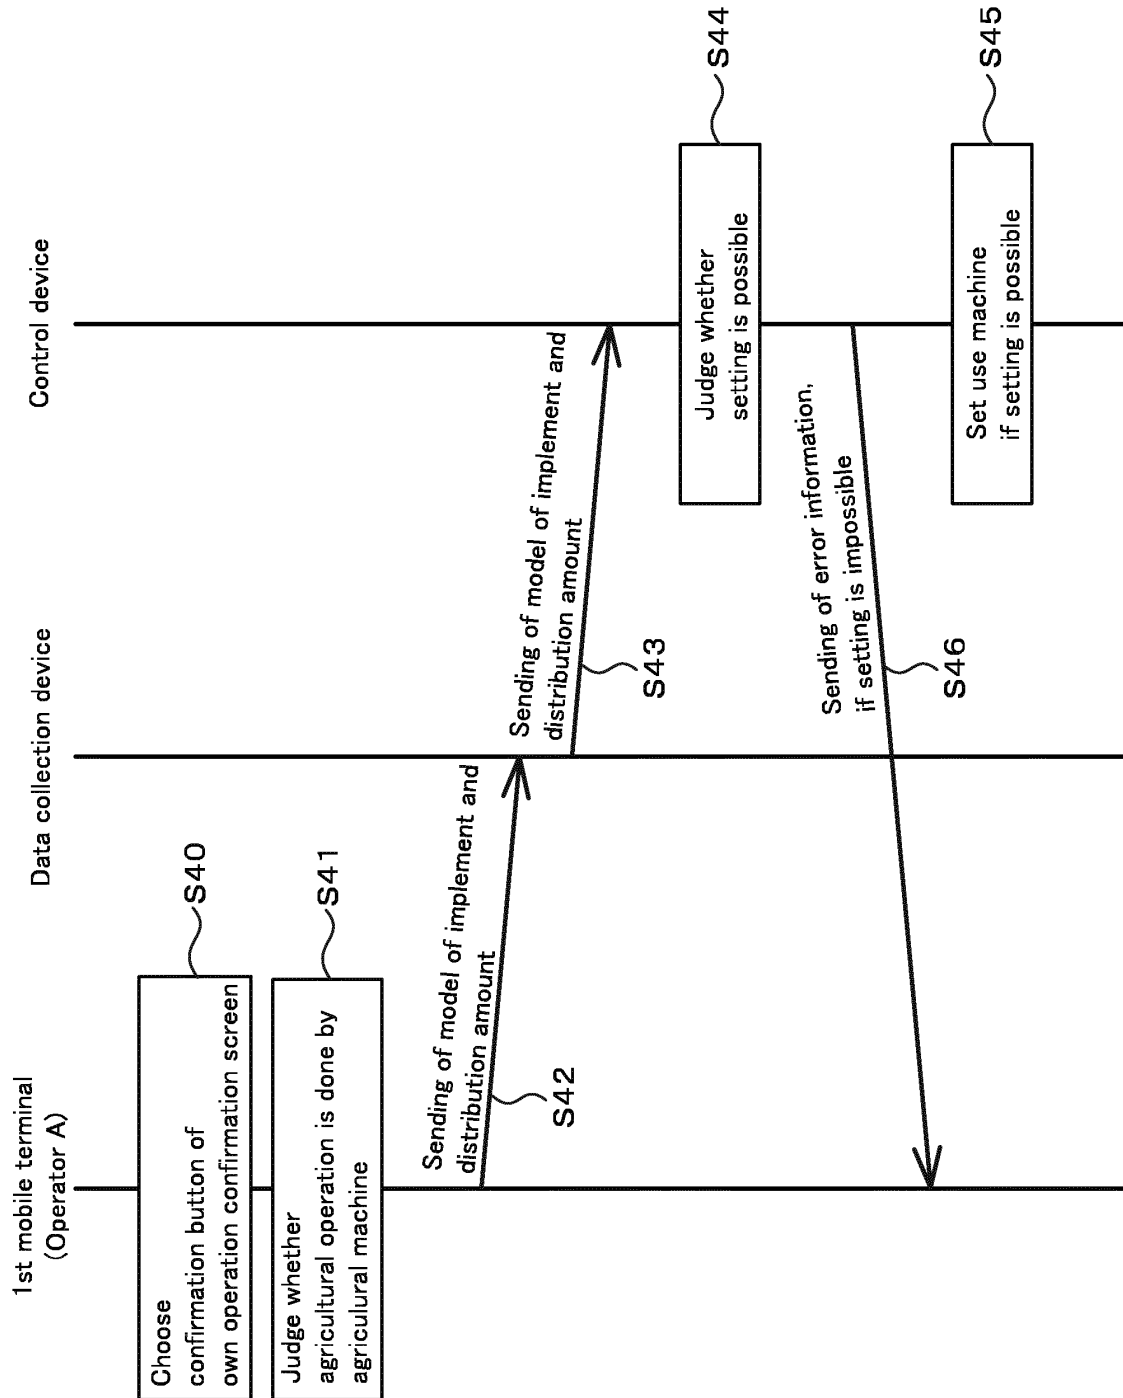 1st mobile terminal
(Operator A)
Data collection device
Control device
Choose
confirmation button of
own operation confirmation screen
S40
Judge whether
agricultural operation is done by
agriculural machine
S41
Sending of model of implement and
distribution amount
S42
Sending of model of implement and
distribution amount
S43
Judge whether
setting is possible
S44
Sending of error information,
if setting is impossible
S46
Set use machine
if setting is possible
S45